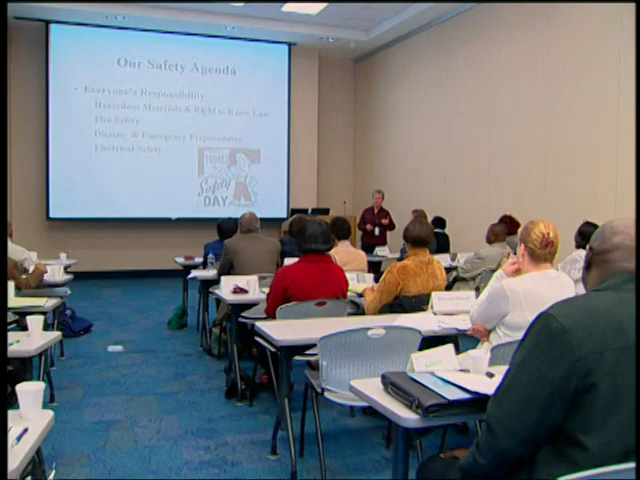 Our Safety Agenda
• Everyone's Responsibility
Hazardous Materials & Right to Know Law
Fire Safety
Disaster & Emergency Preparedness
Electrical Safety
TODAY
Safety
DAY